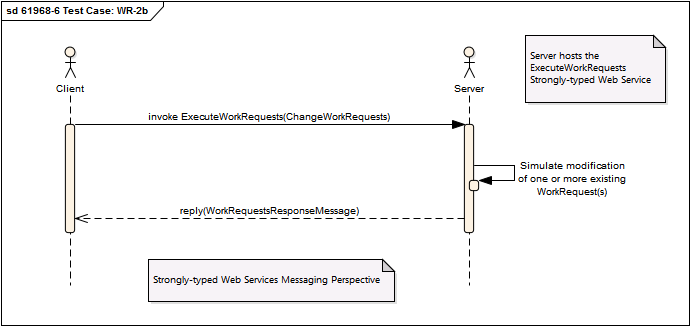 sd 61968-6 Test Case: WR-2b
Server hosts the
ExecuteWorkRequests
Strongly-typed Web Service
Client
Server
invoke ExecuteWorkRequests(ChangeWorkRequests)
Simulate modification
of one or more existing
WorkRequest(s)
reply(WorkRequestsResponseMessage)
Strongly-typed Web Services Messaging Perspective